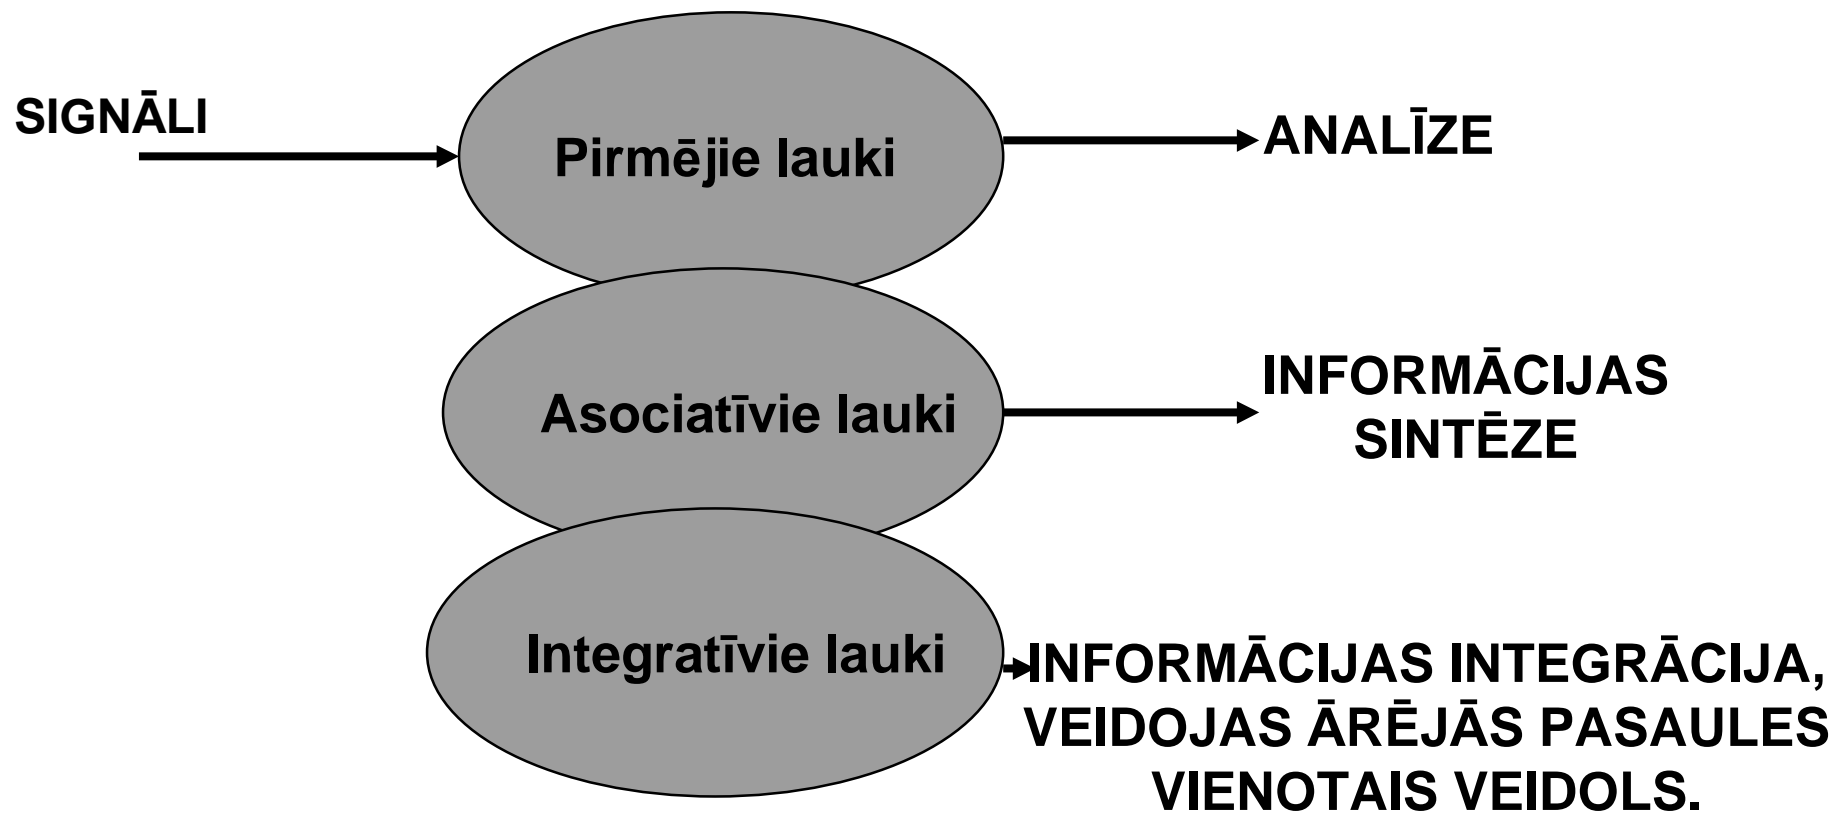 SIGNĀLI
Pirmējie lauki
ANALĪZE
Asociatīvie lauki
INFORMĀCIJAS
SINTĒZE
Integratīvie lauki
INFORMĀCIJAS INTEGRĀCIJA,
VEIDOJAS ĀRĒJĀS PASAULES
VIENOTAIS VEIDOLS.